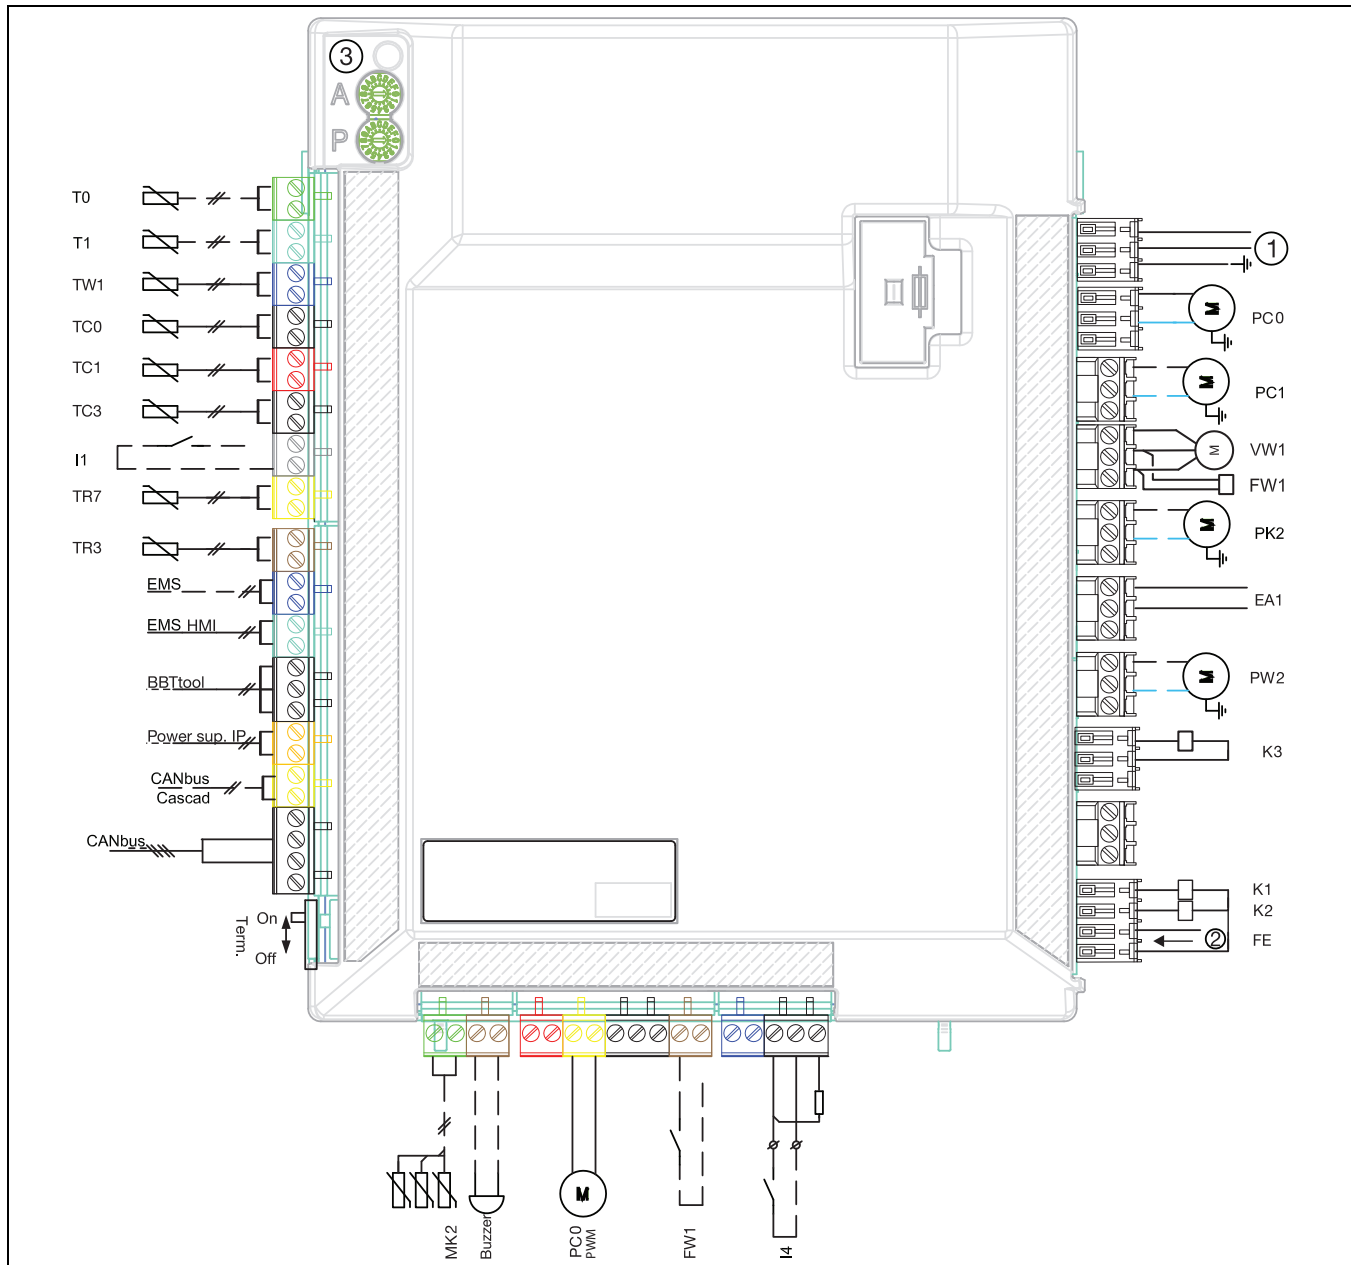 3
A
P
T0
T1
TW1
TC0
TC1
TC3
I1
TR7
TR3
EMS
EMS HMI
BBTtool
Power sup. IP
CANbus
Cascad
CANbus
Term.
On
Off
1
M
PC0
M
PC1
M
VW1
FW1
M
PK2
EA1
M
PW2
K3
K1
K2
2
FE
MK2
Buzzer
M
PC0
PWM
FW1
I4